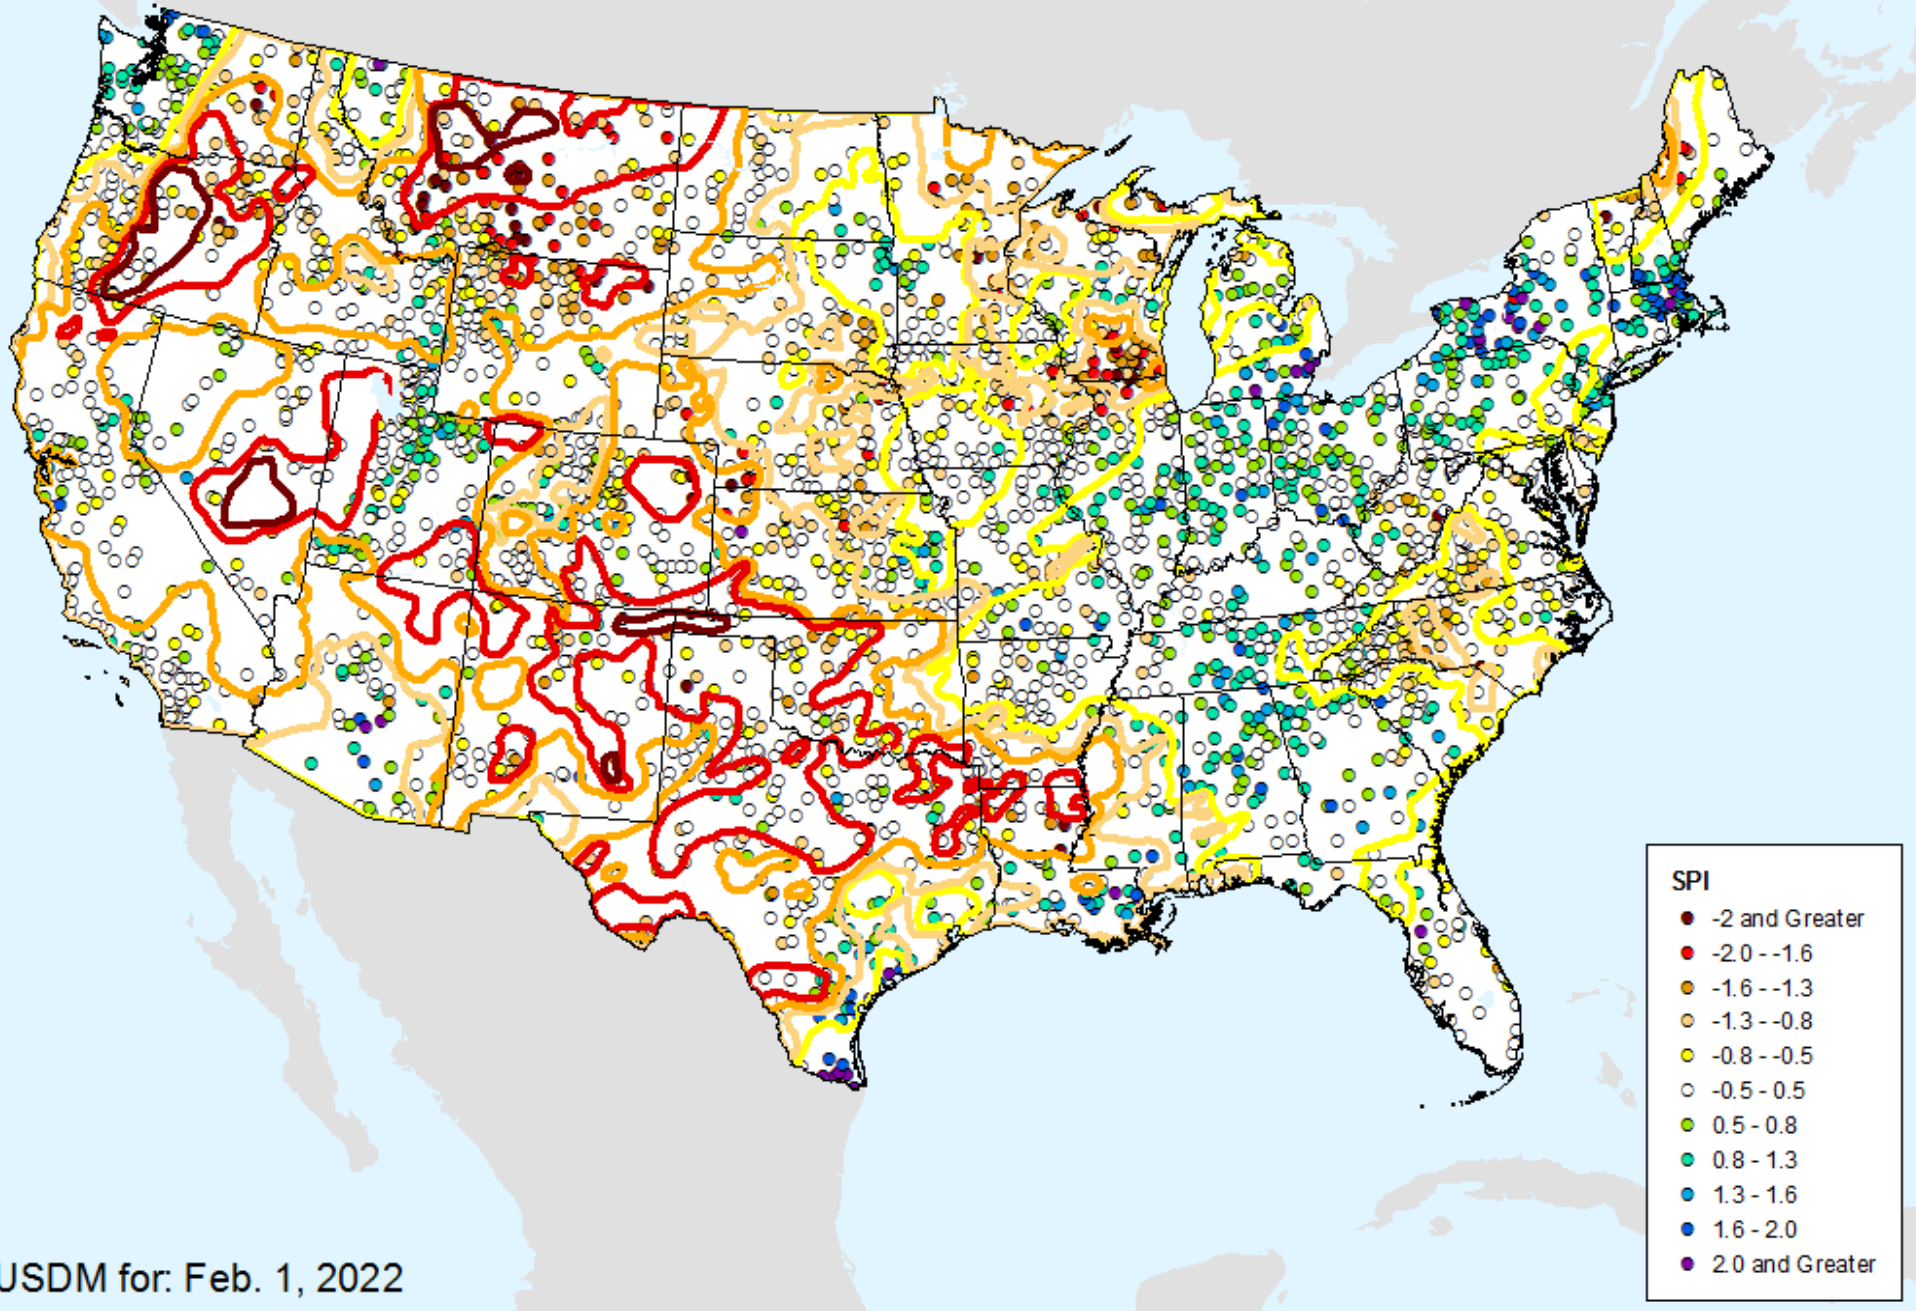 SPI
-2 and Greater
-2.0 - -1.6
-1.6 - -1.3
-1.3 - -0.8
-0.8 - -0.5
-0.5 - 0.5
0.5 - 0.8
0.8 - 1.3
1.3 - 1.6
1.6 - 2.0
2.0 and Greater
USDM for: Feb. 1, 2022